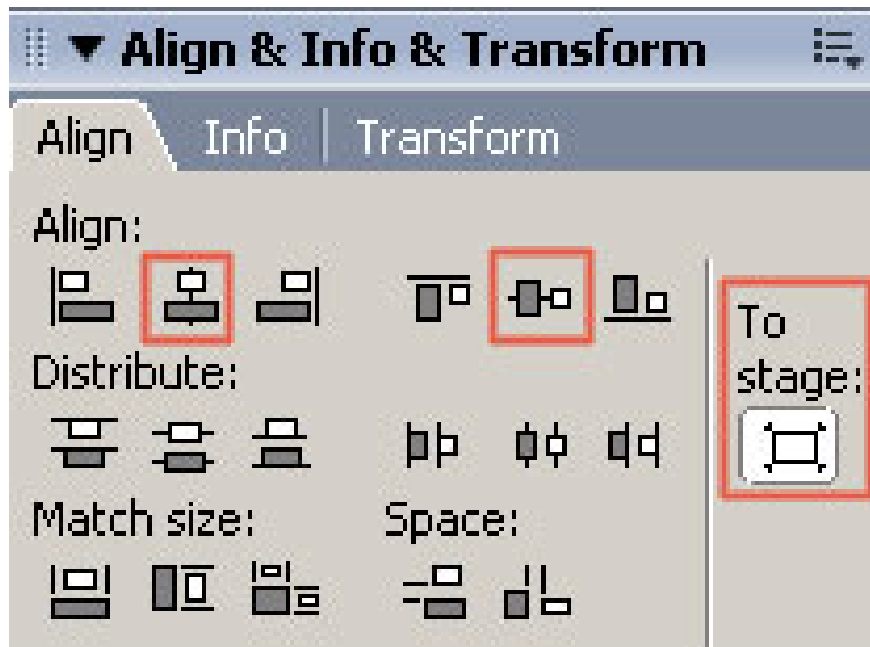 Align & Info & Transform
Align Info Transform
Align:
To
stage:
Distribute:
Match size: Space: